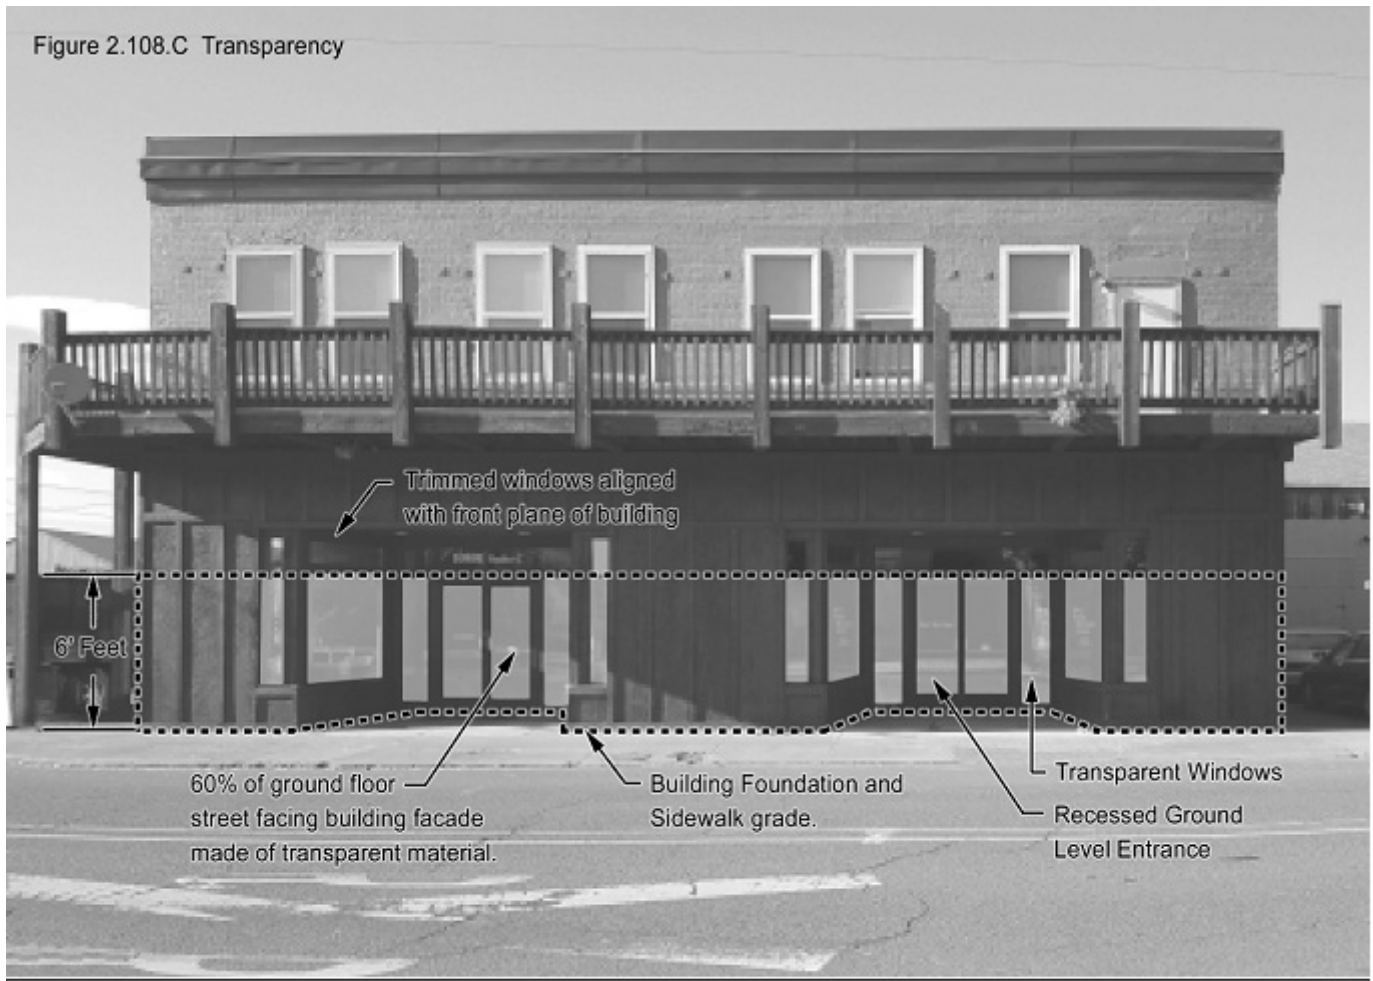 Figure 2.108.C Transparency
Trimmed windows aligned
with front plane of building
6' Feet
60% of ground floor
street facing building facade
made of transparent material.
Building Foundation and
Sidewalk grade.
Transparent Windows
Recessed Ground
Level Entrance